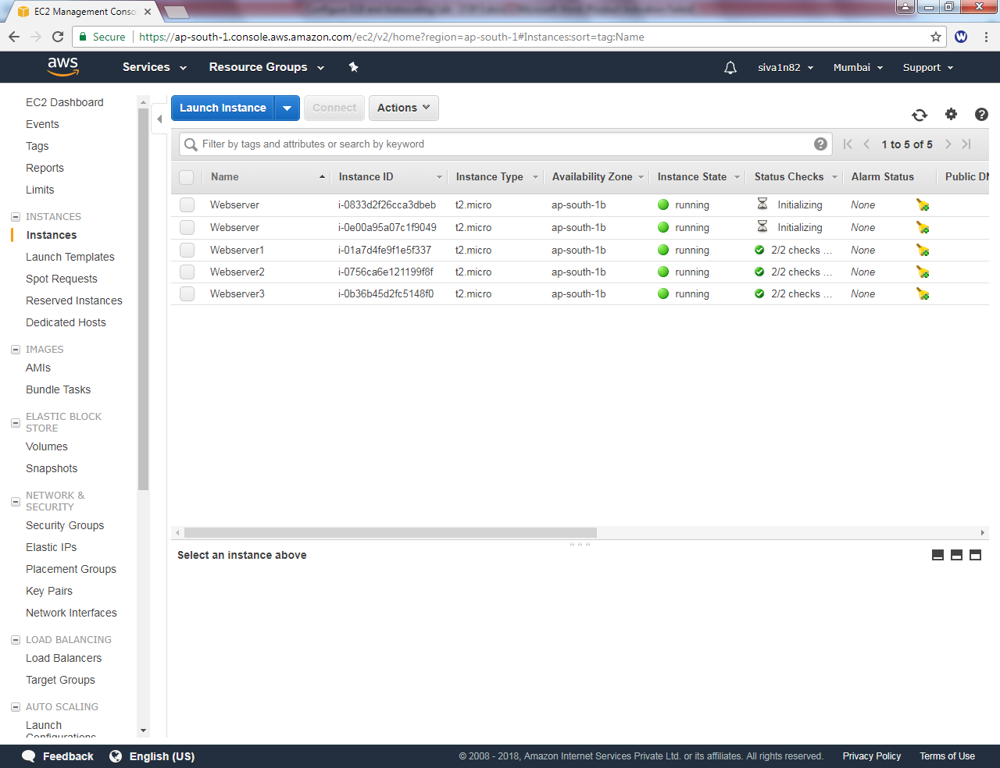 EC2 Management Conso
Secure https://ap-south-1.console.aws.amazon.com/ec2/v2/home?region=ap-south-1#Instances:sort=tag:Name
aws Services Resource Groups siva1n82 Mumbai Support
EC2 Dashboard
Events
Tags
Reports
Limits
INSTANCES
Instances
Launch Templates
Spot Requests
Reserved Instances
Dedicated Hosts
IMAGES
AMIs
Bundle Tasks
ELASTIC BLOCK
STORE
Volumes
Snapshots
NETWORK &
SECURITY
Security Groups
Elastic IPs
Placement Groups
Key Pairs
Network Interfaces
LOAD BALANCING
Load Balancers
Target Groups
AUTO SCALING
Launch
Configurations
Launch Instance Connect Actions
Filter by tags and attributes or search by keyword 1 to 5 of 5
Name Instance ID Instance Type Availability Zone Instance State Status Checks Alarm Status Public DN
Webserver i-0833d2f26cca3dbeb t2.micro ap-south-1b running Initializing None
Webserver i-0e00a95a07c1f9049 t2.micro ap-south-1b running Initializing None
Webserver1 i-01a7d4fe9f1e5f337 t2.micro ap-south-1b running 2/2 checks ... None
Webserver2 i-0756ca6e121199f8f t2.micro ap-south-1b running 2/2 checks ... None
Webserver3 i-0b36b45d2fc5148f0 t2.micro ap-south-1b running 2/2 checks ... None
Select an instance above
Feedback English (US) © 2008 - 2018, Amazon Internet Services Private Ltd. or its affiliates. All rights reserved. Privacy Policy Terms of Use